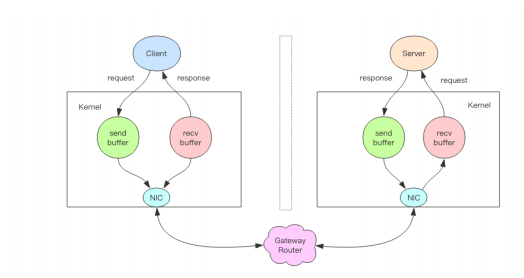 Client
Server
request
response
response
request
Kernel
Kernel
send
buffer
recv
buffer
send
buffer
recv
buffer
NIC
NIC
Gateway
Router